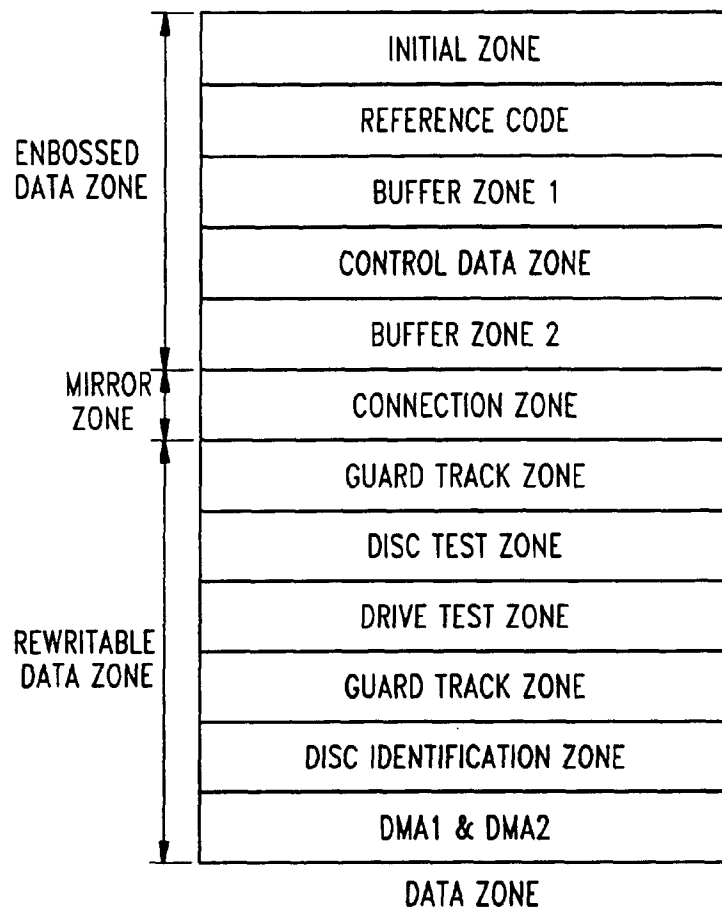 INITIAL ZONE
REFERENCE CODE
ENBOSSED
DATA ZONE
BUFFER ZONE 1
CONTROL DATA ZONE
BUFFER ZONE 2
MIRROR
ZONE
CONNECTION ZONE
GUARD TRACK ZONE
DISC TEST ZONE
DRIVE TEST ZONE
REWRITABLE
DATA ZONE
GUARD TRACK ZONE
DISC IDENTIFICATION ZONE
DMA1 & DMA2
DATA ZONE